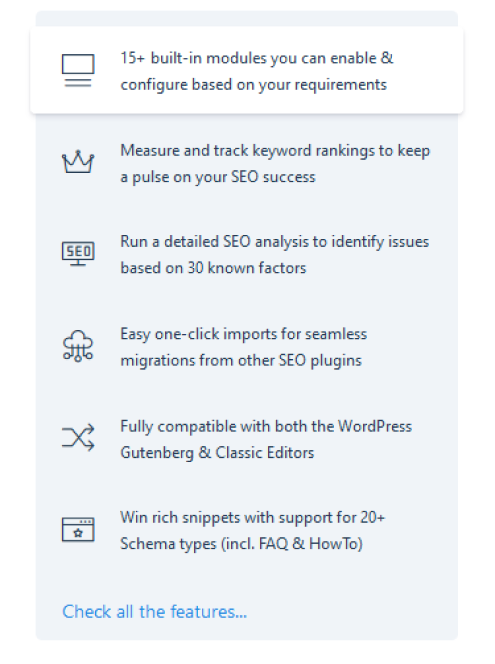 15+ built-in modules you can enable &
configure based on your requirements
Measure and track keyword rankings to keep
a pulse on your SEO success
SEO
Run a detailed SEO analysis to identify issues
based on 30 known factors
Easy one-click imports for seamless
migrations from other SEO plugins
Fully compatible with both the WordPress
Gutenberg & Classic Editors
Win rich snippets with support for 20+
Schema types (incl. FAQ & HowTo)
Check all the features...